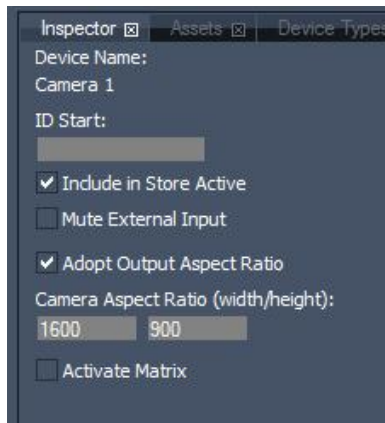 Inspector Assets Device Types
Device Name:
Camera 1
ID Start:
Include in Store Active
Mute External Input
Adopt Output Aspect Ratio
Camera Aspect Ratio (width/height):
1600 900
Activate Matrix